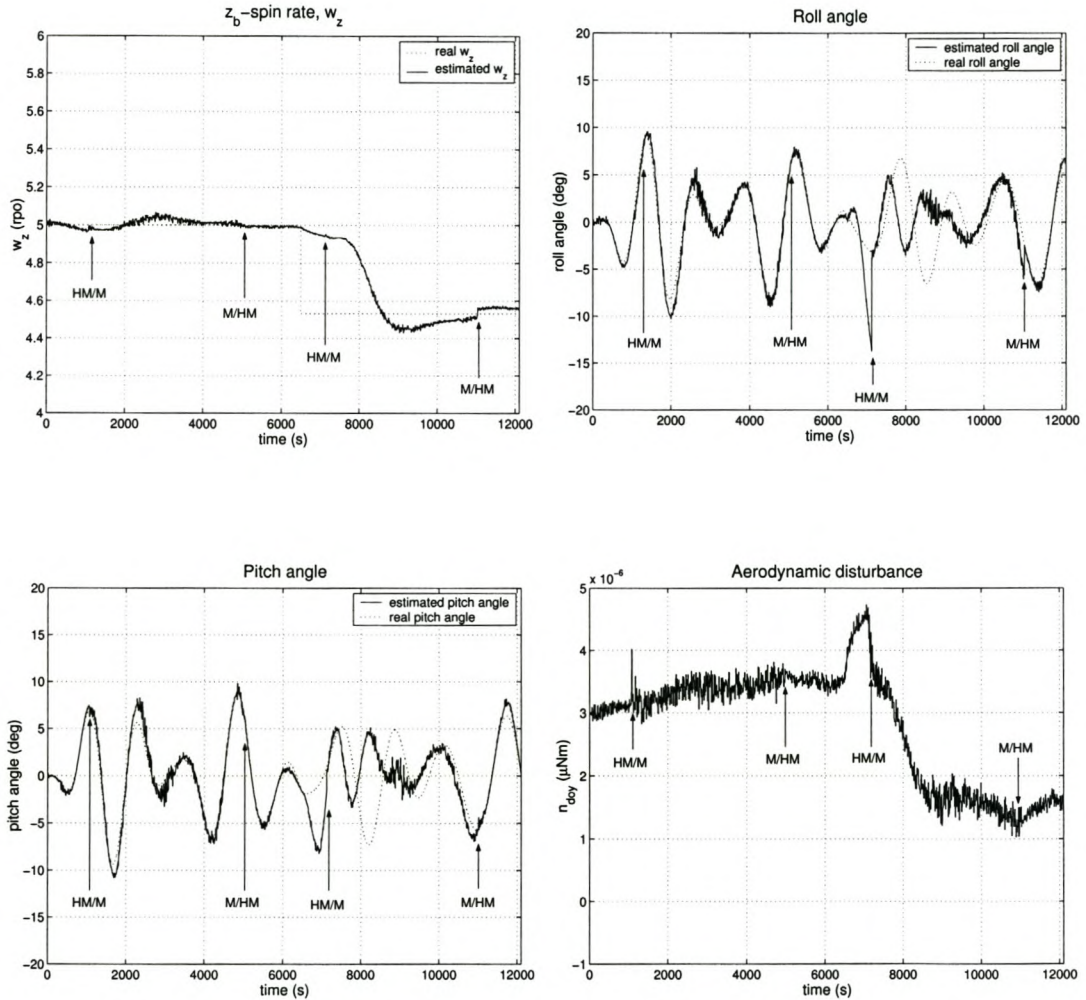 z_b−spin rate, w_z
6
5.8
5.6
5.4
5.2
5
4.8
4.6
4.4
4.2
4
w_z (rpo)
real w_z
estimated w_z
HM/M
M/HM
HM/M
M/HM
0 2000 4000 6000 8000 10000 12000
time (s)
Roll angle
20
15
10
5
0
−5
−10
−15
−20
roll angle (deg)
estimated roll angle
real roll angle
HM/M
M/HM
HM/M
M/HM
0 2000 4000 6000 8000 10000 12000
time (s)
Pitch angle
20
15
10
5
0
−5
−10
−15
−20
pitch angle (deg)
estimated pitch angle
real pitch angle
HM/M
M/HM
HM/M
M/HM
0 2000 4000 6000 8000 10000 12000
time (s)
Aerodynamic disturbance
x 10^−6
5
4
3
2
1
0
−1
n_doy (µNm)
HM/M
M/HM
HM/M
M/HM
0 2000 4000 6000 8000 10000 12000
time (s)